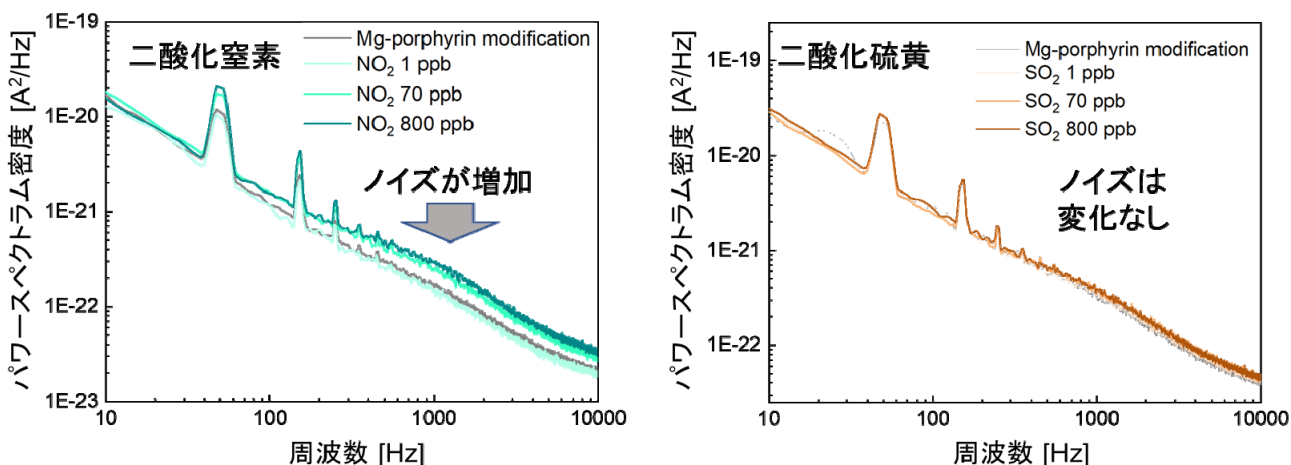 二酸化窒素
Mg-porphyrin modification
NO2 1 ppb
NO2 70 ppb
NO2 800 ppb
ノイズが増加
パワースペクトラム密度 [A2/Hz]
1E-19
1E-20
1E-21
1E-22
1E-23
10
100
1000
10000
周波数 [Hz]
二酸化硫黄
Mg-porphyrin modification
SO2 1 ppb
SO2 70 ppb
SO2 800 ppb
ノイズは
変化なし
パワースペクトラム密度 [A2/Hz]
1E-19
1E-20
1E-21
1E-22
10
100
1000
10000
周波数 [Hz]